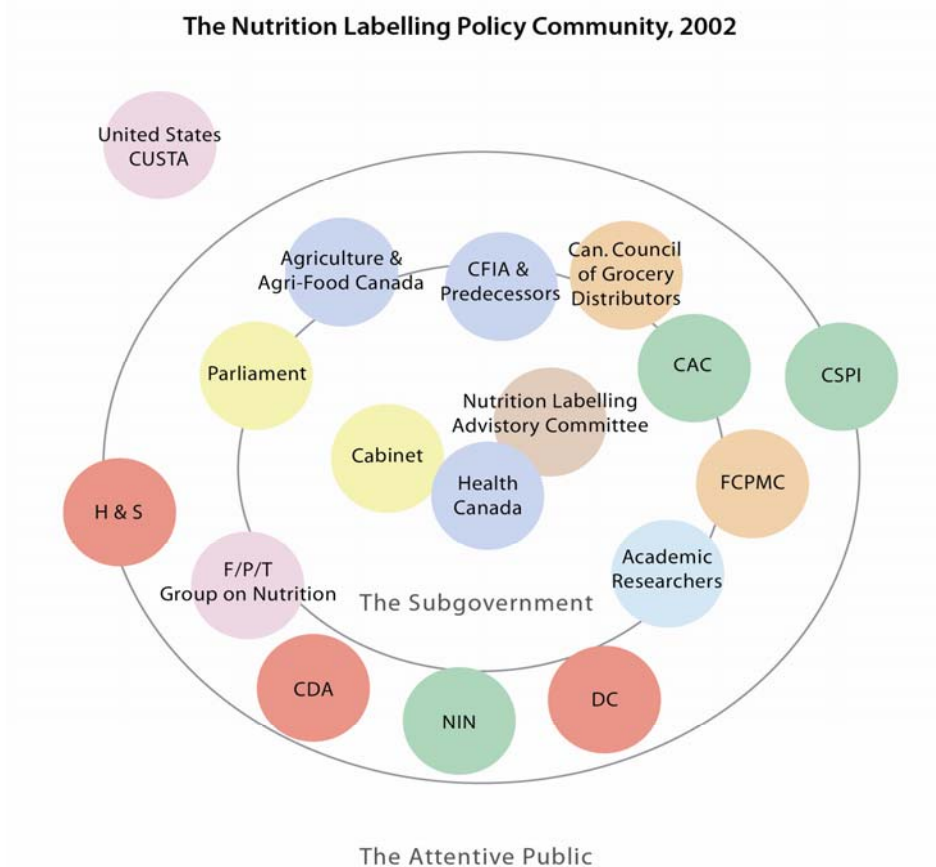 The Nutrition Labelling Policy Community, 2002
United States
CUSTA
Agriculture &
Agri-Food Canada
CFIA &
Predecessors
Can. Council
of Grocery
Distributors
Parliament
CAC
CSPI
Nutrition Labelling
Advistory Committee
Cabinet
Health
Canada
FCPMC
H & S
F/P/T
Group on Nutrition
Academic
Researchers
The Subgovernment
CDA
NIN
DC
The Attentive Public